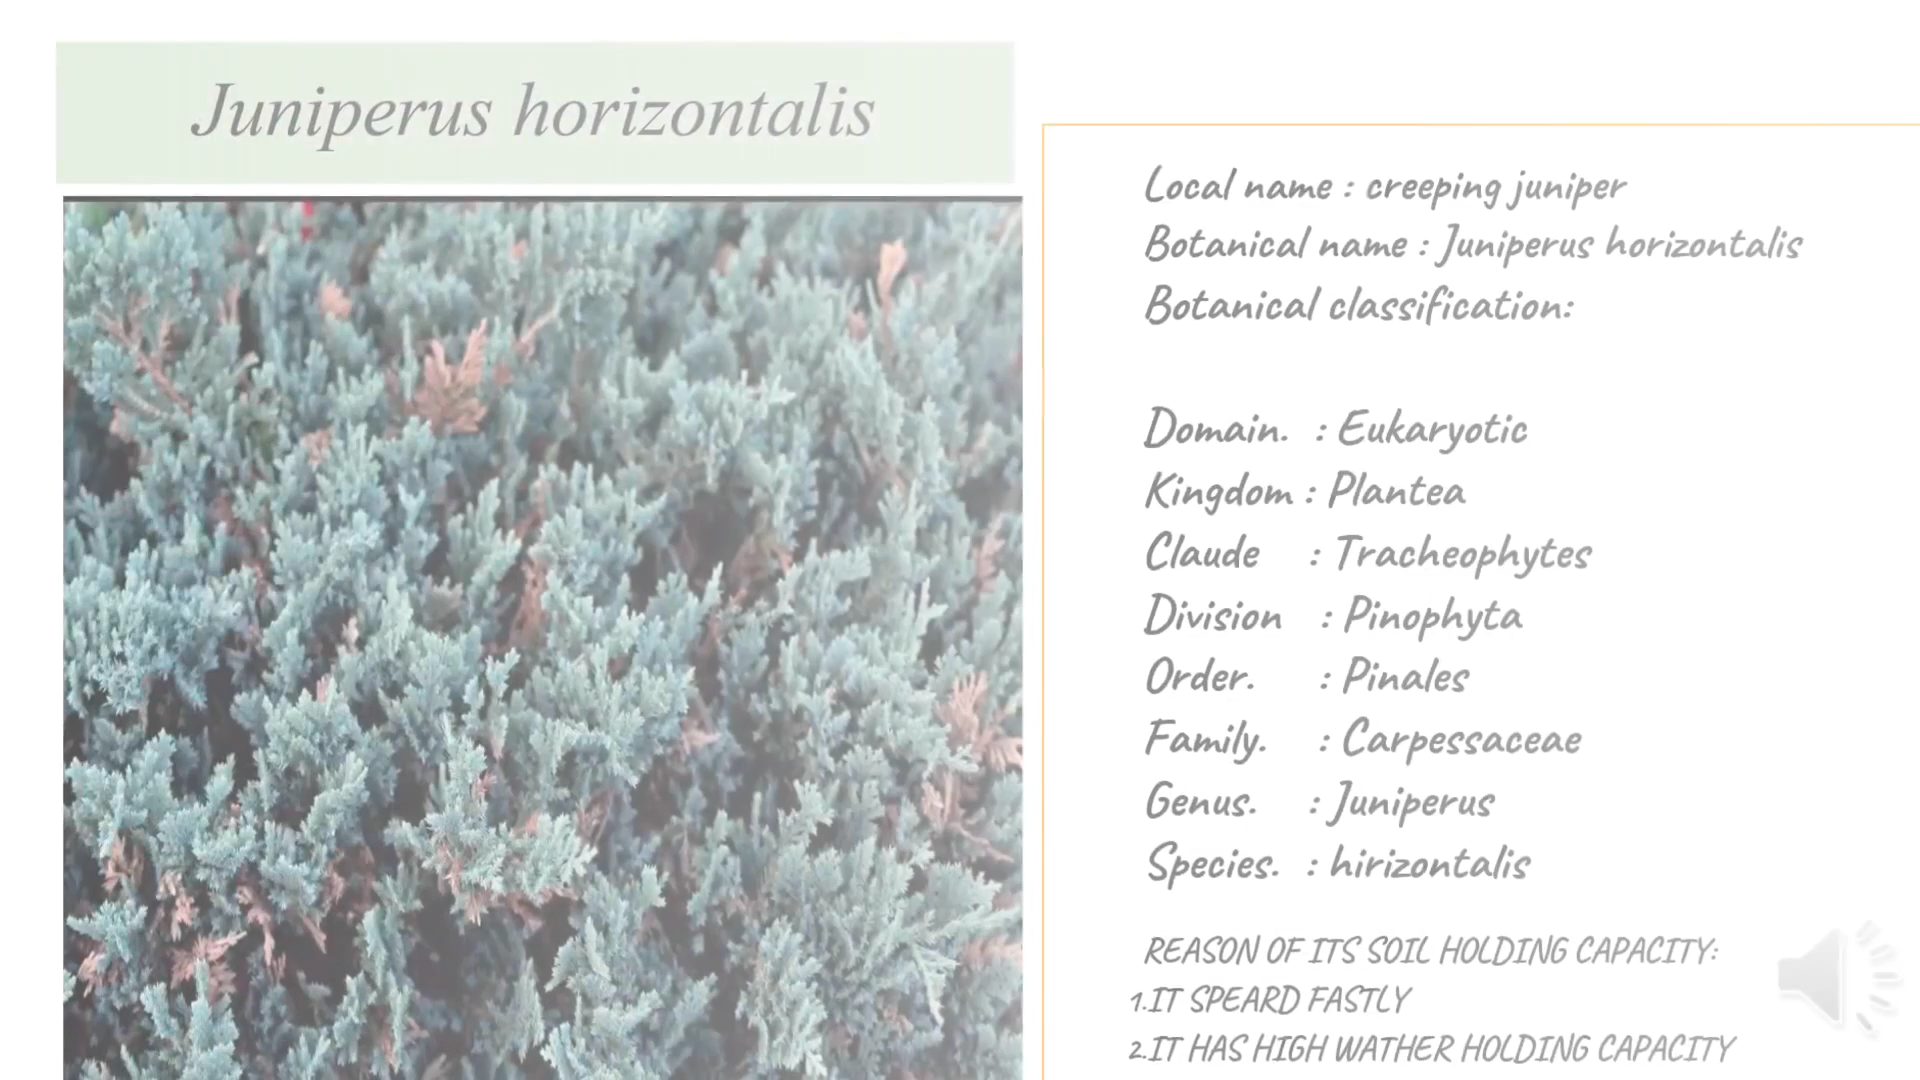 Juniperus horizontalis
Local name : creeping juniper
Botanical name : Juniperus horizontalis
Botanical classification:
Domain. : Eukaryotic
Kingdom : Plantea
Claude : Tracheophytes
Division : Pinophyta
Order. : Pinales
Family. : Carpessaceae
Genus. : Juniperus
Species. : hirizontalis
REASON OF ITS SOIL HOLDING CAPACITY:
1.IT SPEARD FASTLY
2.IT HAS HIGH WATHER HOLDING CAPACITY